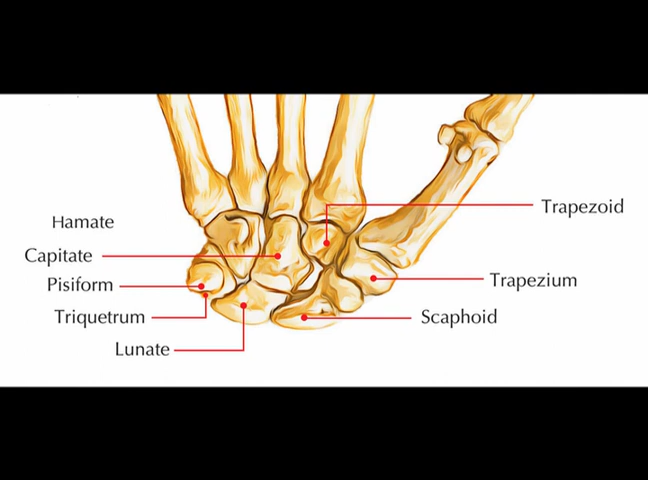 Hamate
Capitate
Pisiform
Triquetrum
Lunate
Trapezoid
Trapezium
Scaphoid